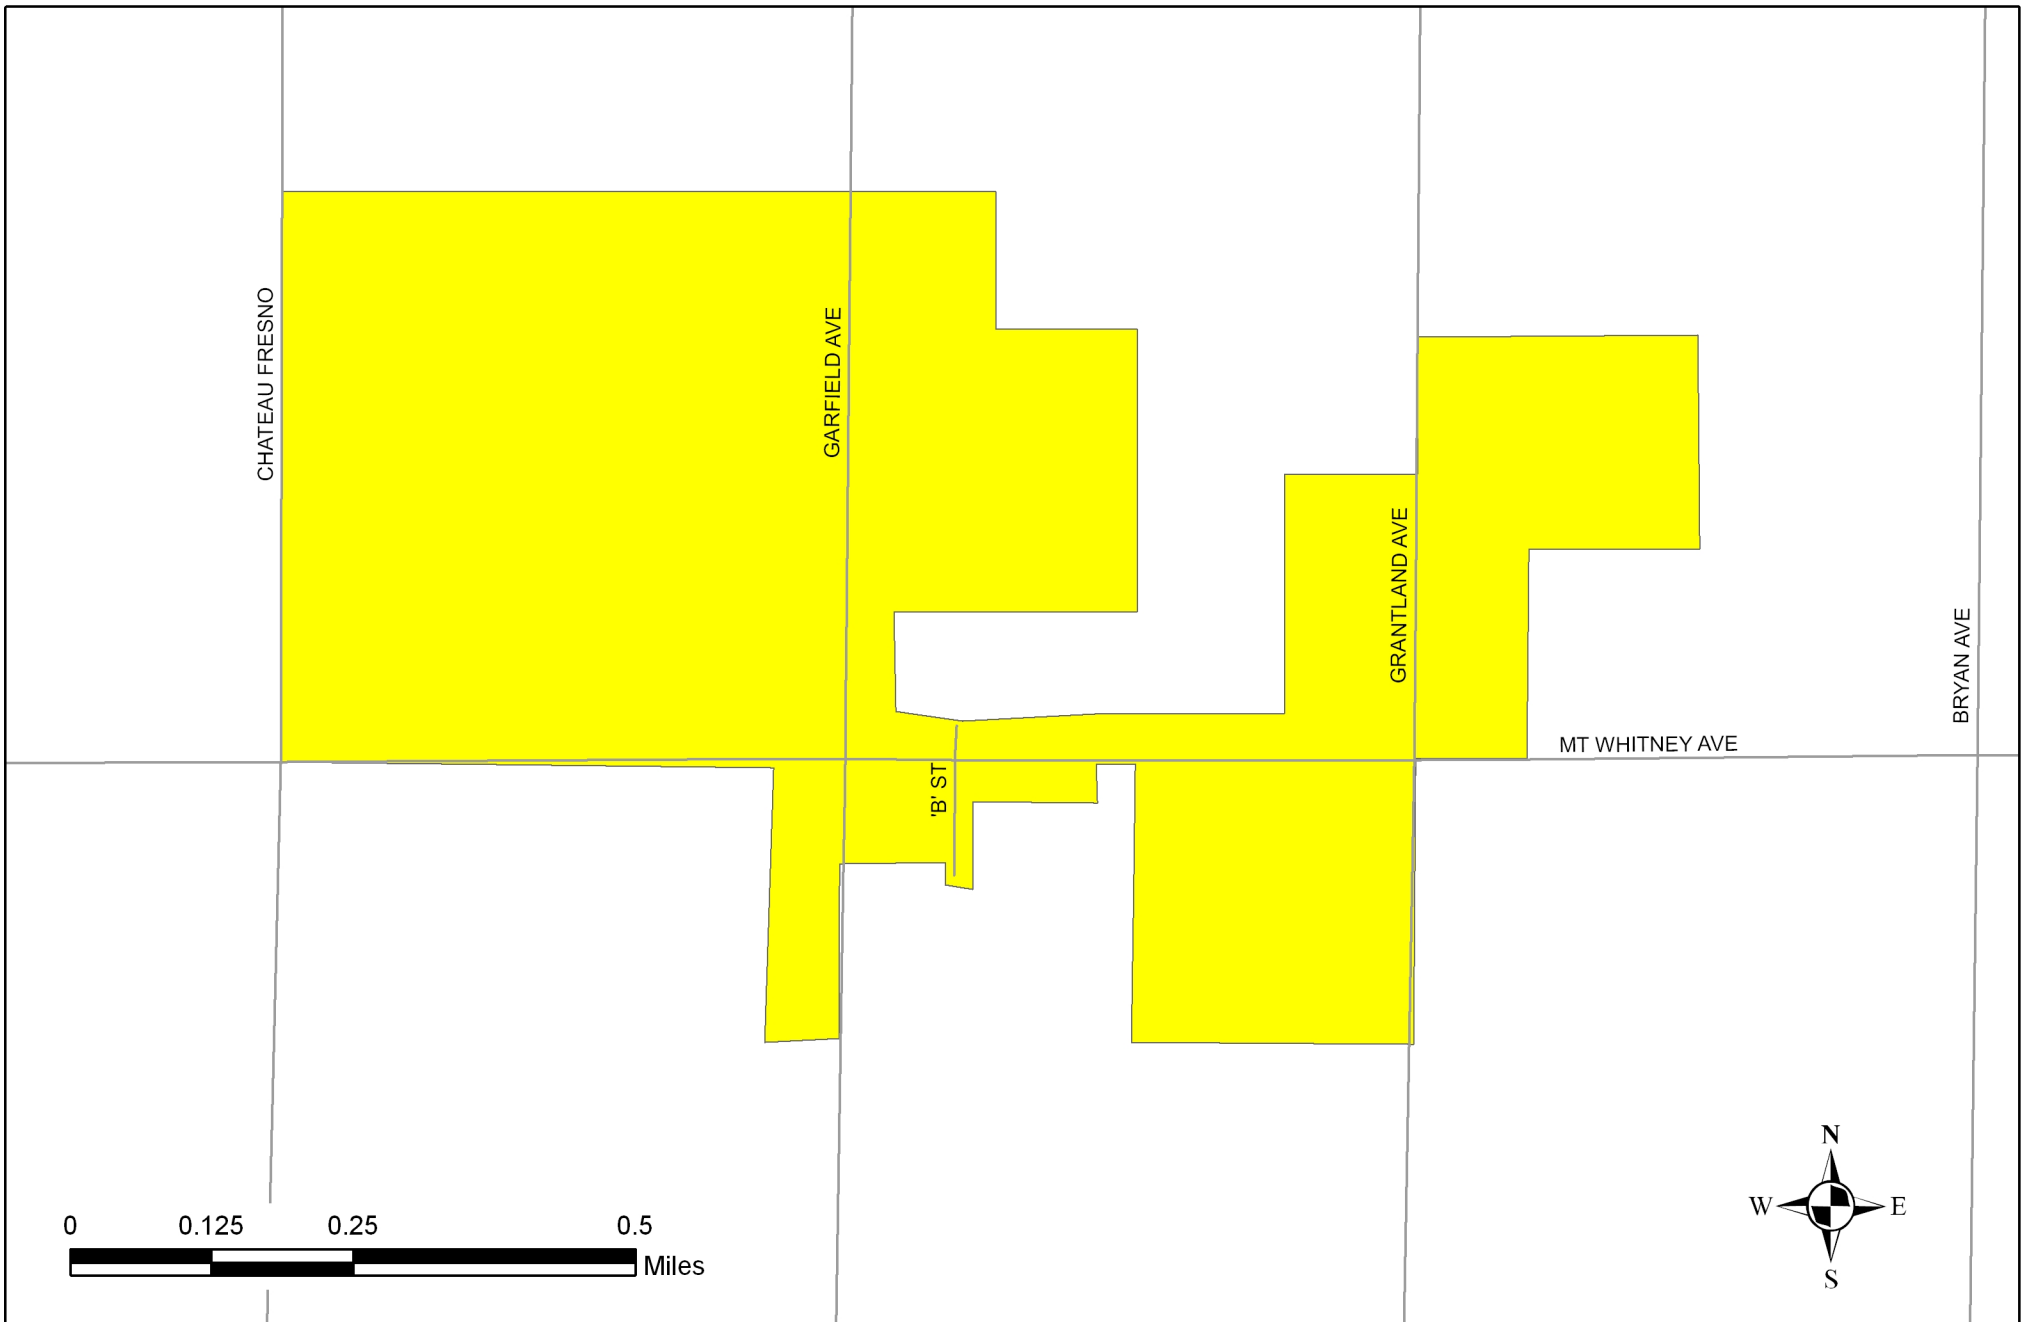 CHATEAU FRESNO
GARFIELD AVE
GRANTLAND AVE
BRYAN AVE
MT WHITNEY AVE
'B' ST
N
W E
S
0 0.125 0.25 0.5
Miles